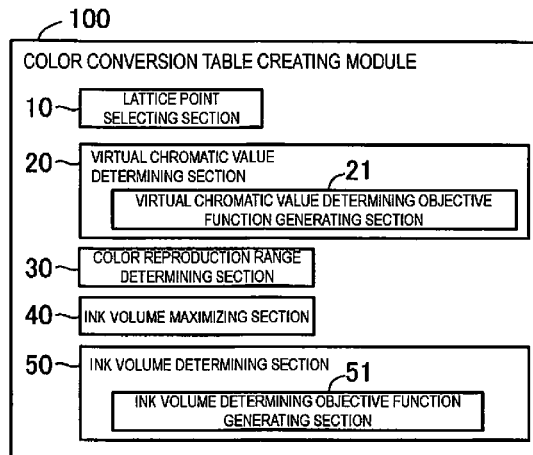 100
COLOR CONVERSION TABLE CREATING MODULE
10
LATTICE POINT
SELECTING SECTION
20
VIRTUAL CHROMATIC VALUE
DETERMINING SECTION
21
VIRTUAL CHROMATIC VALUE DETERMINING OBJECTIVE
FUNCTION GENERATING SECTION
30
COLOR REPRODUCTION RANGE
DETERMINING SECTION
40
INK VOLUME MAXIMIZING SECTION
50
INK VOLUME DETERMINING SECTION
51
INK VOLUME DETERMINING OBJECTIVE FUNCTION
GENERATING SECTION